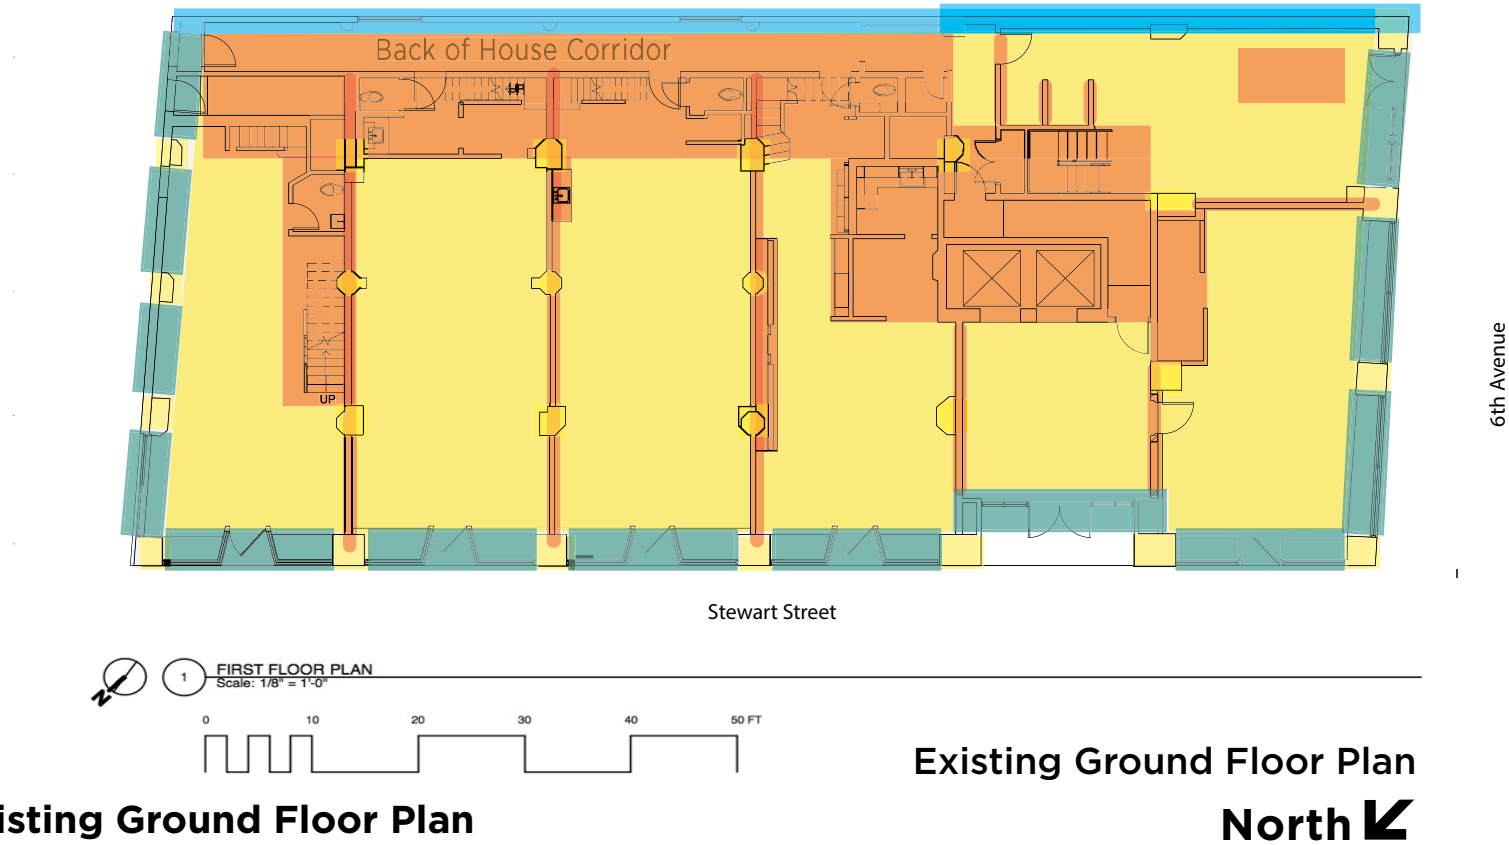 Back of House Corridor
UP
6th Avenue
Stewart Street
N
1
FIRST FLOOR PLAN
Scale: 1/8" = 1'-0"
0 10 20 30 40 50 FT
Existing Ground Floor Plan
isting Ground Floor Plan
North